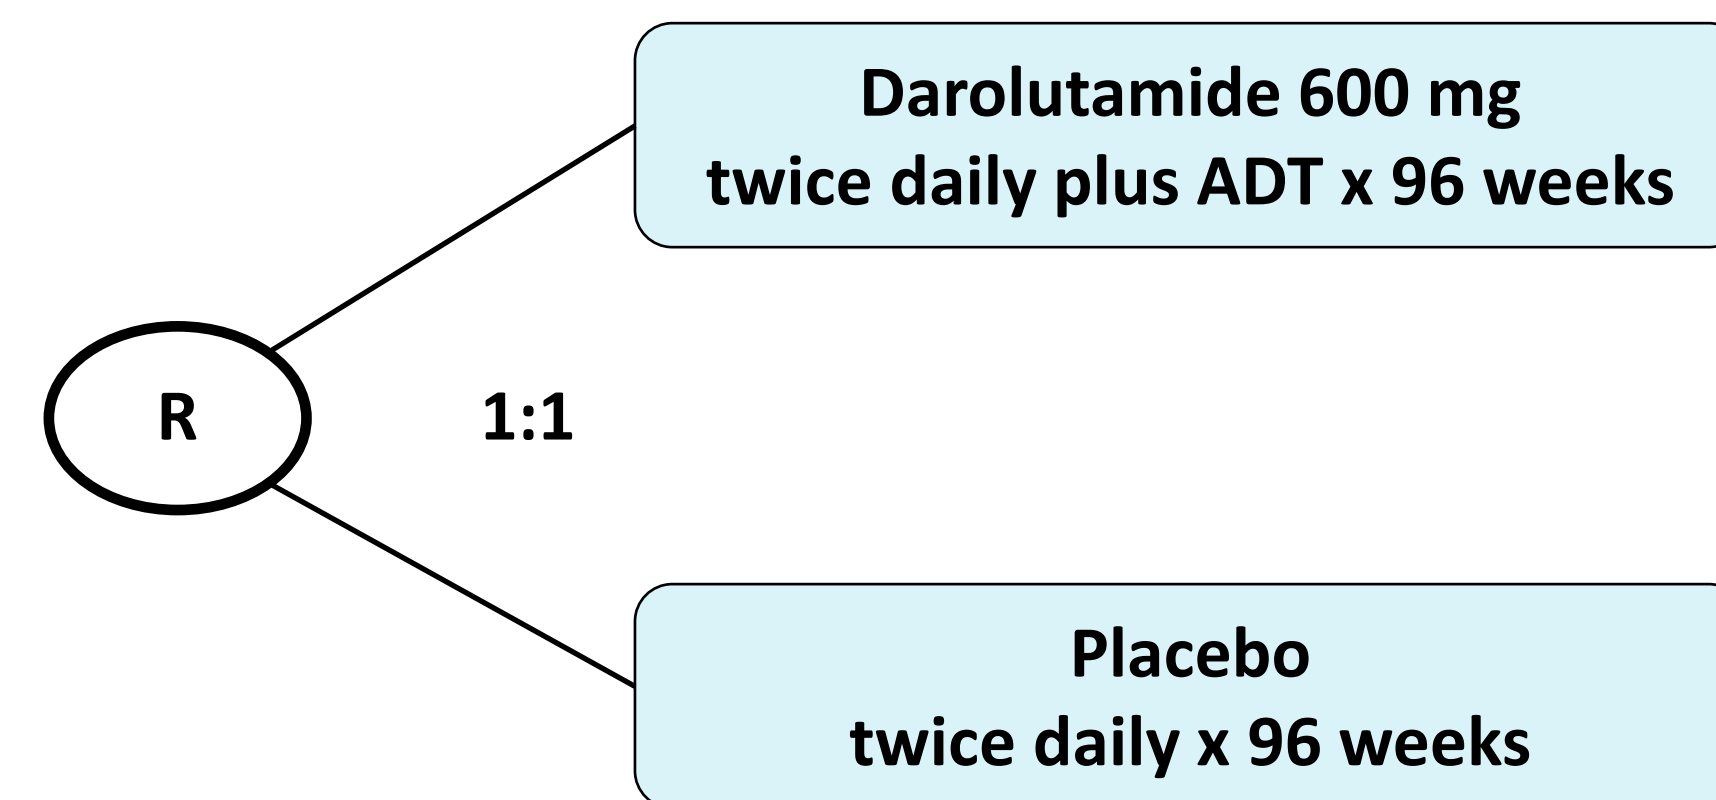 Darolutamide 600 mg
twice daily plus ADT x 96 weeks
R
1:1
Placebo
twice daily x 96 weeks